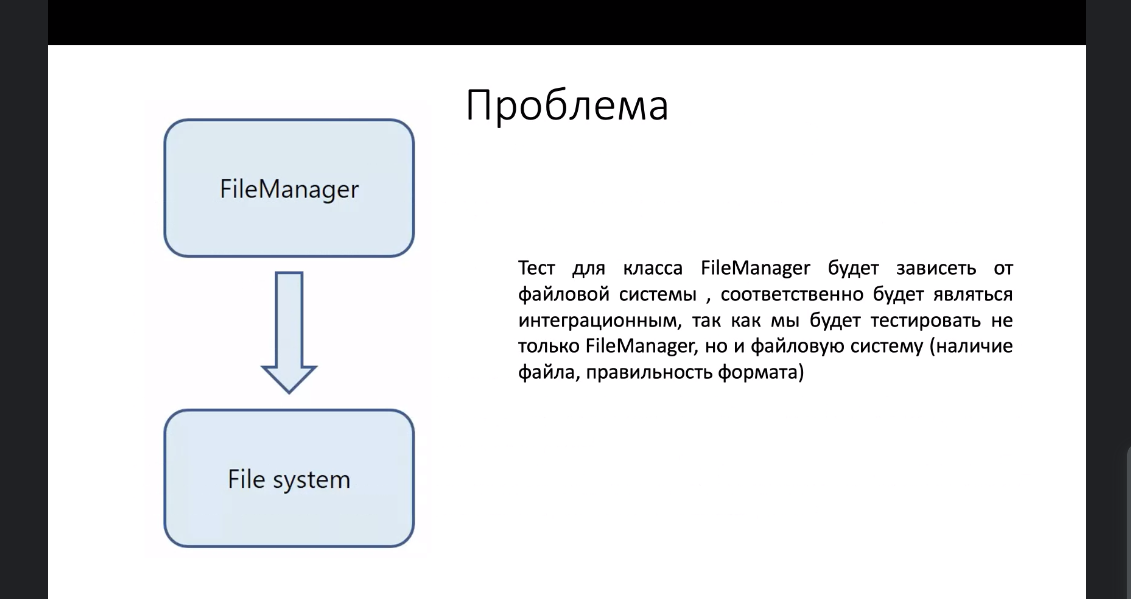 Проблема
FileManager
Тест для класса FileManager будет зависеть от
файловой системы , соответственно будет являться
интеграционным, так как мы будет тестировать не
только FileManager, но и файловую систему (наличие
файла, правильность формата)
File system